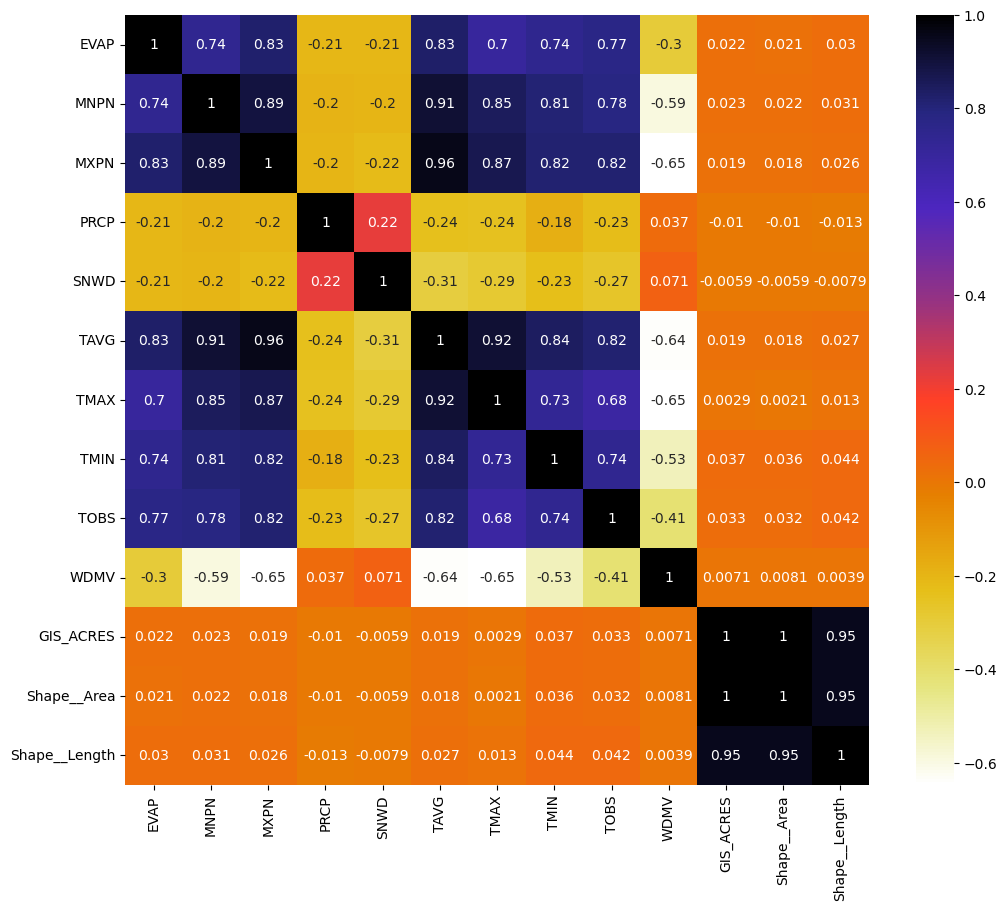 EVAP 1 0.74 0.83 -0.21 -0.21 0.83 0.7 0.74 0.77 -0.3 0.022 0.021 0.03
MNPN 0.74 1 0.89 -0.2 -0.2 0.91 0.85 0.81 0.78 -0.59 0.023 0.022 0.031
MXPN 0.83 0.89 1 -0.2 -0.22 0.96 0.87 0.82 0.82 -0.65 0.019 0.018 0.026
PRCP -0.21 -0.2 -0.2 1 0.22 -0.24 -0.24 -0.18 -0.23 0.037 -0.01 -0.01 -0.013
SNWD -0.21 -0.2 -0.22 0.22 1 -0.31 -0.29 -0.23 -0.27 0.071 -0.0059 -0.0059 -0.0079
TAVG 0.83 0.91 0.96 -0.24 -0.31 1 0.92 0.84 0.82 -0.64 0.019 0.018 0.027
TMAX 0.7 0.85 0.87 -0.24 -0.29 0.92 1 0.73 0.68 -0.65 0.0029 0.0021 0.013
TMIN 0.74 0.81 0.82 -0.18 -0.23 0.84 0.73 1 0.74 -0.53 0.037 0.036 0.044
TOBS 0.77 0.78 0.82 -0.23 -0.27 0.82 0.68 0.74 1 -0.41 0.033 0.032 0.042
WDMV -0.3 -0.59 -0.65 0.037 0.071 -0.64 -0.65 -0.53 -0.41 1 0.0071 0.0081 0.0039
GIS_ACRES 0.022 0.023 0.019 -0.01 -0.0059 0.019 0.0029 0.037 0.033 0.0071 1 1 0.95
Shape__Area 0.021 0.022 0.018 -0.01 -0.0059 0.018 0.0021 0.036 0.032 0.0081 1 1 0.95
Shape__Length 0.03 0.031 0.026 -0.013 -0.0079 0.027 0.013 0.044 0.042 0.0039 0.95 0.95 1
EVAP MNPN MXPN PRCP SNWD TAVG TMAX TMIN TOBS WDMV GIS_ACRES Shape__Area Shape__Length
1.0
0.8
0.6
0.4
0.2
0.0
−0.2
−0.4
−0.6